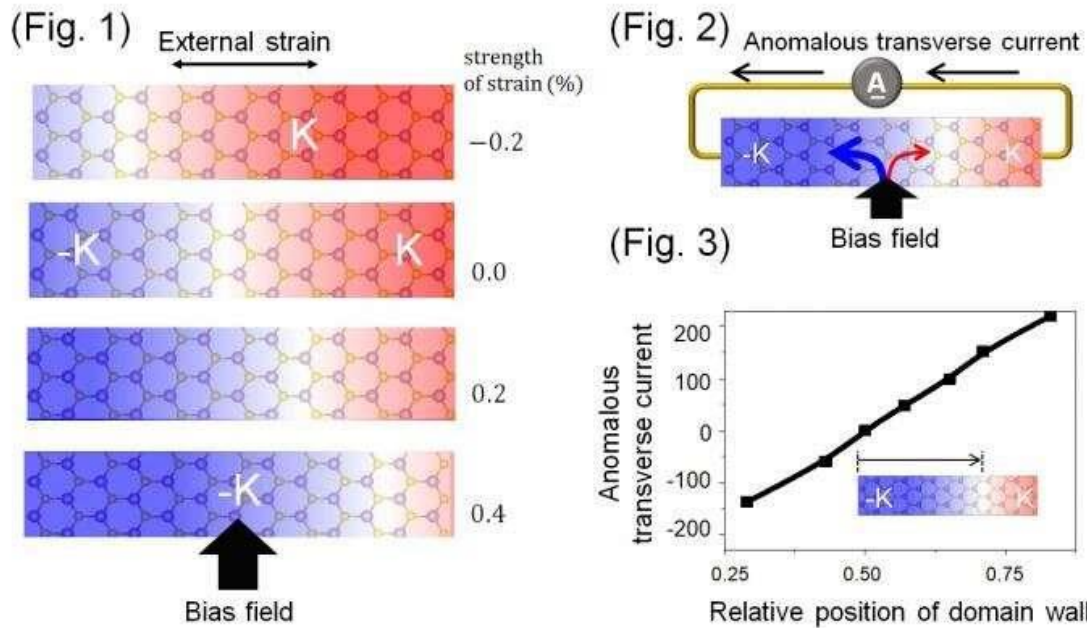 (Fig. 1)
External strain
strength
of strain (%)
K
−0.2
-K
K
0.0
0.2
-K
0.4
Bias field
(Fig. 2)
Anomalous transverse current
A
-K
K
Bias field
(Fig. 3)
Anomalous
transverse current
200
100
0
-100
-200
-K
K
0.25
0.50
0.75
Relative position of domain wall